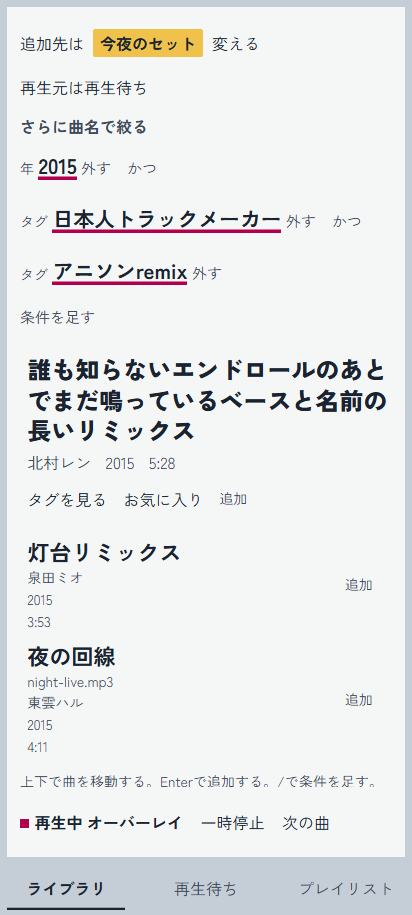 追加先は 今夜のセット 変える
再生元は再生待ち
さらに曲名で絞る
年 2015 外す かつ
タグ 日本人トラックメーカー 外す かつ
タグ アニソンremix 外す
条件を足す
誰も知らないエンドロールのあと
でまだ鳴っているベースと名前の
長いリミックス
北村レン 2015 5:28
タグを見る お気に入り 追加
灯台リミックス
泉田ミオ
追加
2015
3:53
夜の回線
night-live.mp3
東雲ハル
追加
2015
4:11
上下で曲を移動する。Enterで追加する。/で条件を足す。
再生中 オーバーレイ 一時停止 次の曲
ライブラリ 再生待ち プレイリスト